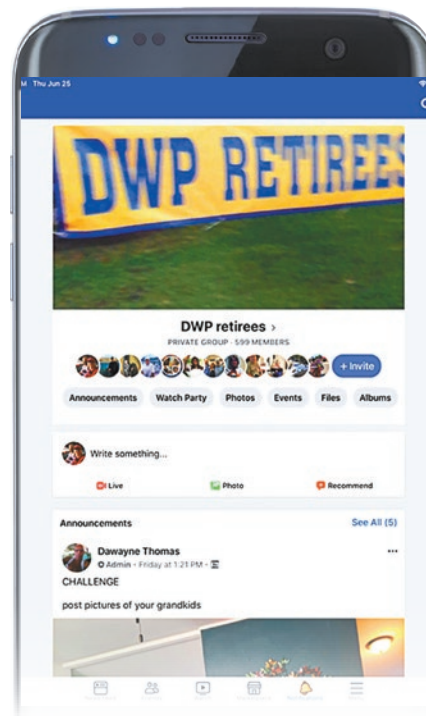 Thu Jun 25
DWP RETIREES
DWP retirees >
PRIVATE GROUP · 599 MEMBERS
+ Invite
Announcements Watch Party Photos Events Files Albums
Write something...
Live Photo Recommend
Announcements See All (5)
Dawayne Thomas
Admin · Friday at 1:21 PM ·
CHALLENGE
post pictures of your grandkids